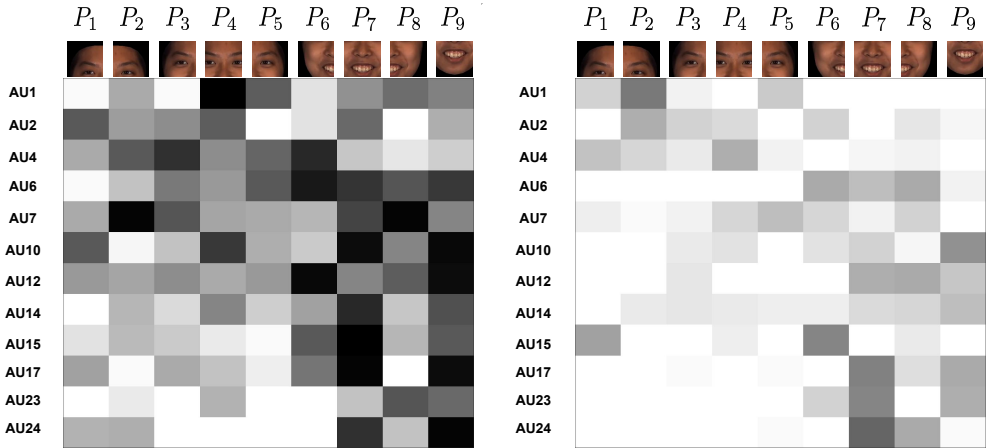 P1 P2 P3 P4 P5 P6 P7 P8 P9 P1 P2 P3 P4 P5 P6 P7 P8 P9
AU1 AU1
AU2 AU2
AU4 AU4
AU6 AU6
AU7 AU7
AU10 AU10
AU12 AU12
AU14 AU14
AU15 AU15
AU17 AU17
AU23 AU23
AU24 AU24